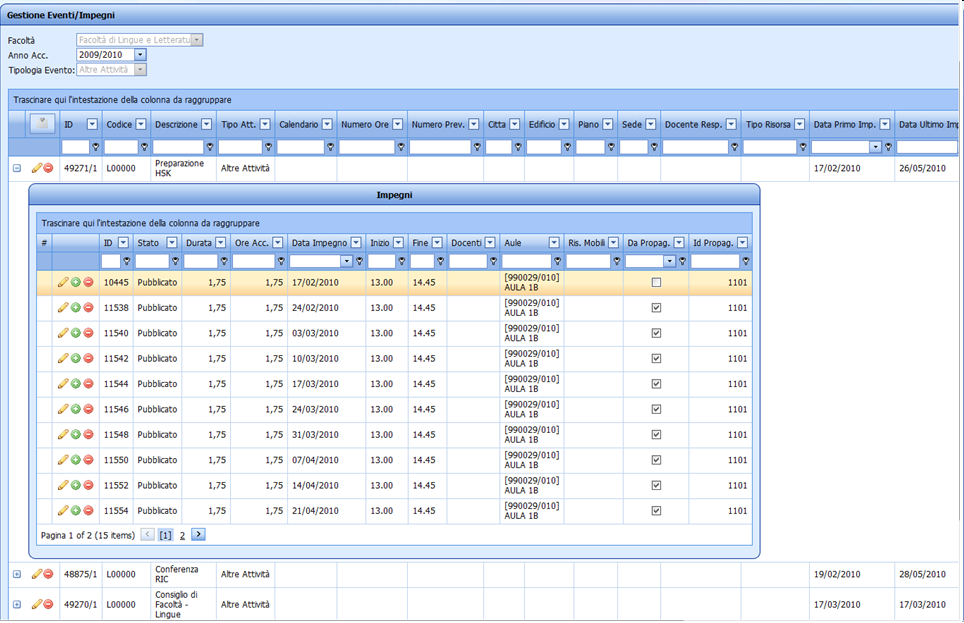 Gestione Eventi/Impegni
Facoltà Facoltà di Lingue e Letteratu
Anno Acc. 2009/2010
Tipologia Evento: Altre Attività
Trascinare qui l'intestazione della colonna da raggruppare
ID Codice Descrizione Tipo Att. Calendario Numero Ore Numero Prev. Citta Edificio Piano Sede Docente Resp. Tipo Risorsa Data Primo Imp. Data Ultimo Imp
49271/1 L00000 Preparazione HSK Altre Attività 17/02/2010 26/05/2010
Impegni
Trascinare qui l'intestazione della colonna da raggruppare
# ID Stato Durata Ore Acc. Data Impegno Inizio Fine Docenti Aule Ris. Mobili Da Propag. Id Propag.
10445 Pubblicato 1,75 1,75 17/02/2010 13.00 14.45 [990029/010] AULA 1B 1101
11538 Pubblicato 1,75 1,75 24/02/2010 13.00 14.45 [990029/010] AULA 1B 1101
11540 Pubblicato 1,75 1,75 03/03/2010 13.00 14.45 [990029/010] AULA 1B 1101
11542 Pubblicato 1,75 1,75 10/03/2010 13.00 14.45 [990029/010] AULA 1B 1101
11544 Pubblicato 1,75 1,75 17/03/2010 13.00 14.45 [990029/010] AULA 1B 1101
11546 Pubblicato 1,75 1,75 24/03/2010 13.00 14.45 [990029/010] AULA 1B 1101
11548 Pubblicato 1,75 1,75 31/03/2010 13.00 14.45 [990029/010] AULA 1B 1101
11550 Pubblicato 1,75 1,75 07/04/2010 13.00 14.45 [990029/010] AULA 1B 1101
11552 Pubblicato 1,75 1,75 14/04/2010 13.00 14.45 [990029/010] AULA 1B 1101
11554 Pubblicato 1,75 1,75 21/04/2010 13.00 14.45 [990029/010] AULA 1B 1101
Pagina 1 of 2 (15 items) < [1] 2 >
48875/1 L00000 Conferenza RIC Altre Attività 19/02/2010 28/05/2010
49270/1 L00000 Consiglio di Facoltà - Lingue Altre Attività 17/03/2010 17/03/2010